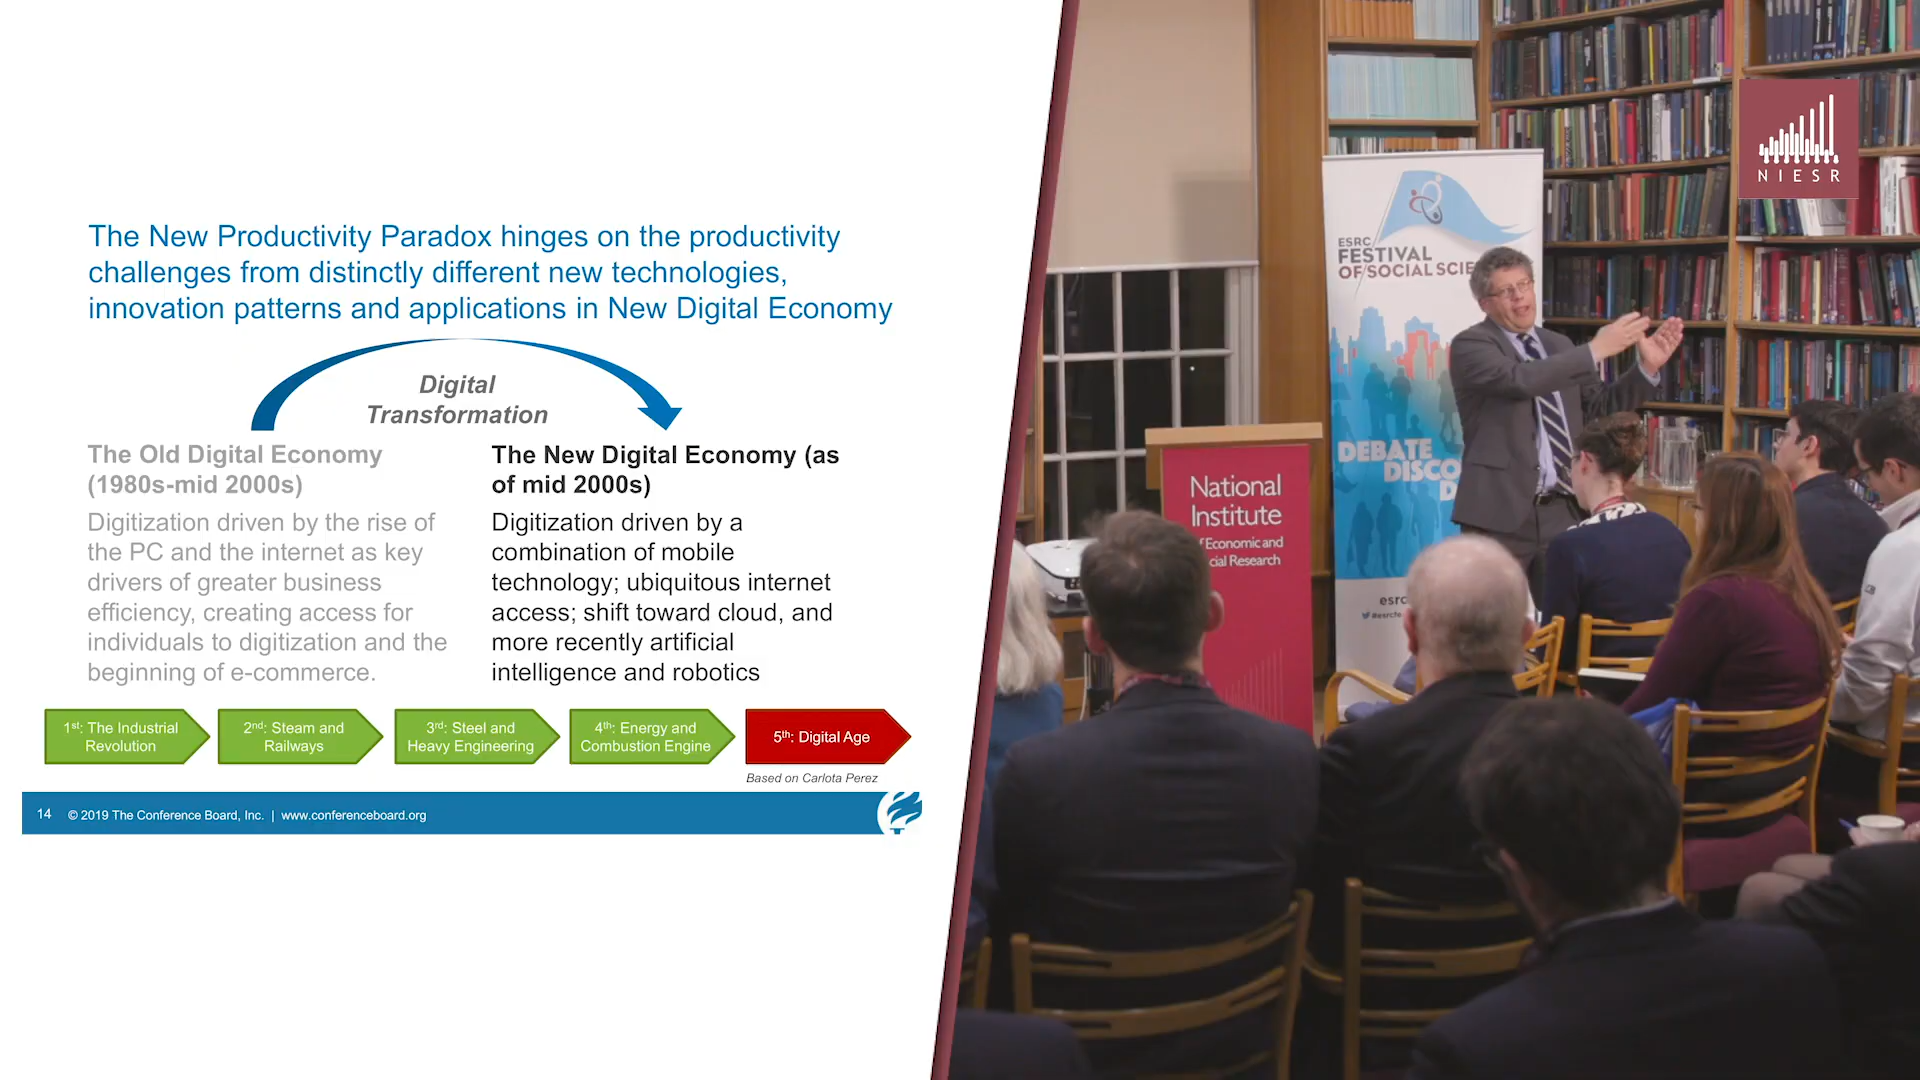 The New Productivity Paradox hinges on the productivity
challenges from distinctly different new technologies,
innovation patterns and applications in New Digital Economy
Digital
Transformation
The Old Digital Economy
(1980s-mid 2000s)
Digitization driven by the rise of
the PC and the internet as key
drivers of greater business
efficiency, creating access for
individuals to digitization and the
beginning of e-commerce.
The New Digital Economy (as
of mid 2000s)
Digitization driven by a
combination of mobile
technology; ubiquitous internet
access; shift toward cloud, and
more recently artificial
intelligence and robotics
1st: The Industrial
Revolution
2nd: Steam and
Railways
3rd: Steel and
Heavy Engineering
4th: Energy and
Combustion Engine
5th: Digital Age
Based on Carlota Perez
14 © 2019 The Conference Board, Inc. | www.conferenceboard.org
NIESR
ESRC
FESTIVAL
OF SOCIAL SCIE
DEBATE
DISCO
D
esrc
National
Institute
f Economic and
cial Research